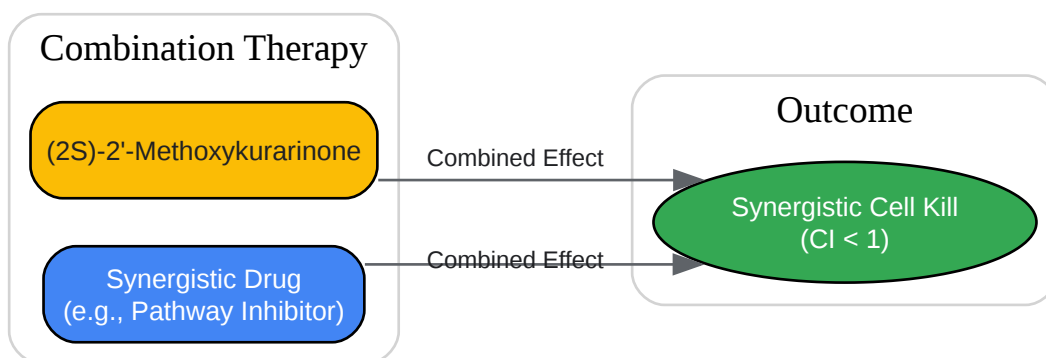 Combination Therapy
(2S)-2'-Methoxykurarinone
Synergistic Drug
(e.g., Pathway Inhibitor)
Combined Effect
Combined Effect
Outcome
Synergistic Cell Kill
(CI < 1)